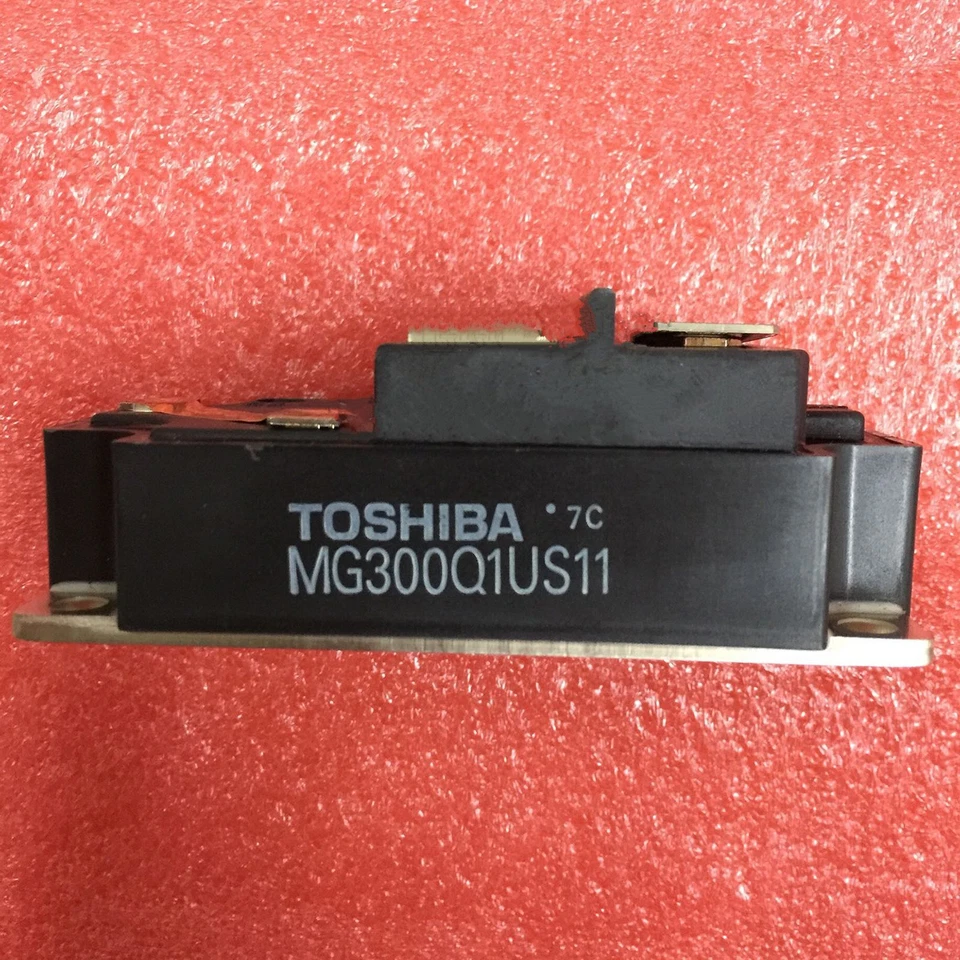 TOSHIBA • 7C
MG300Q1US11